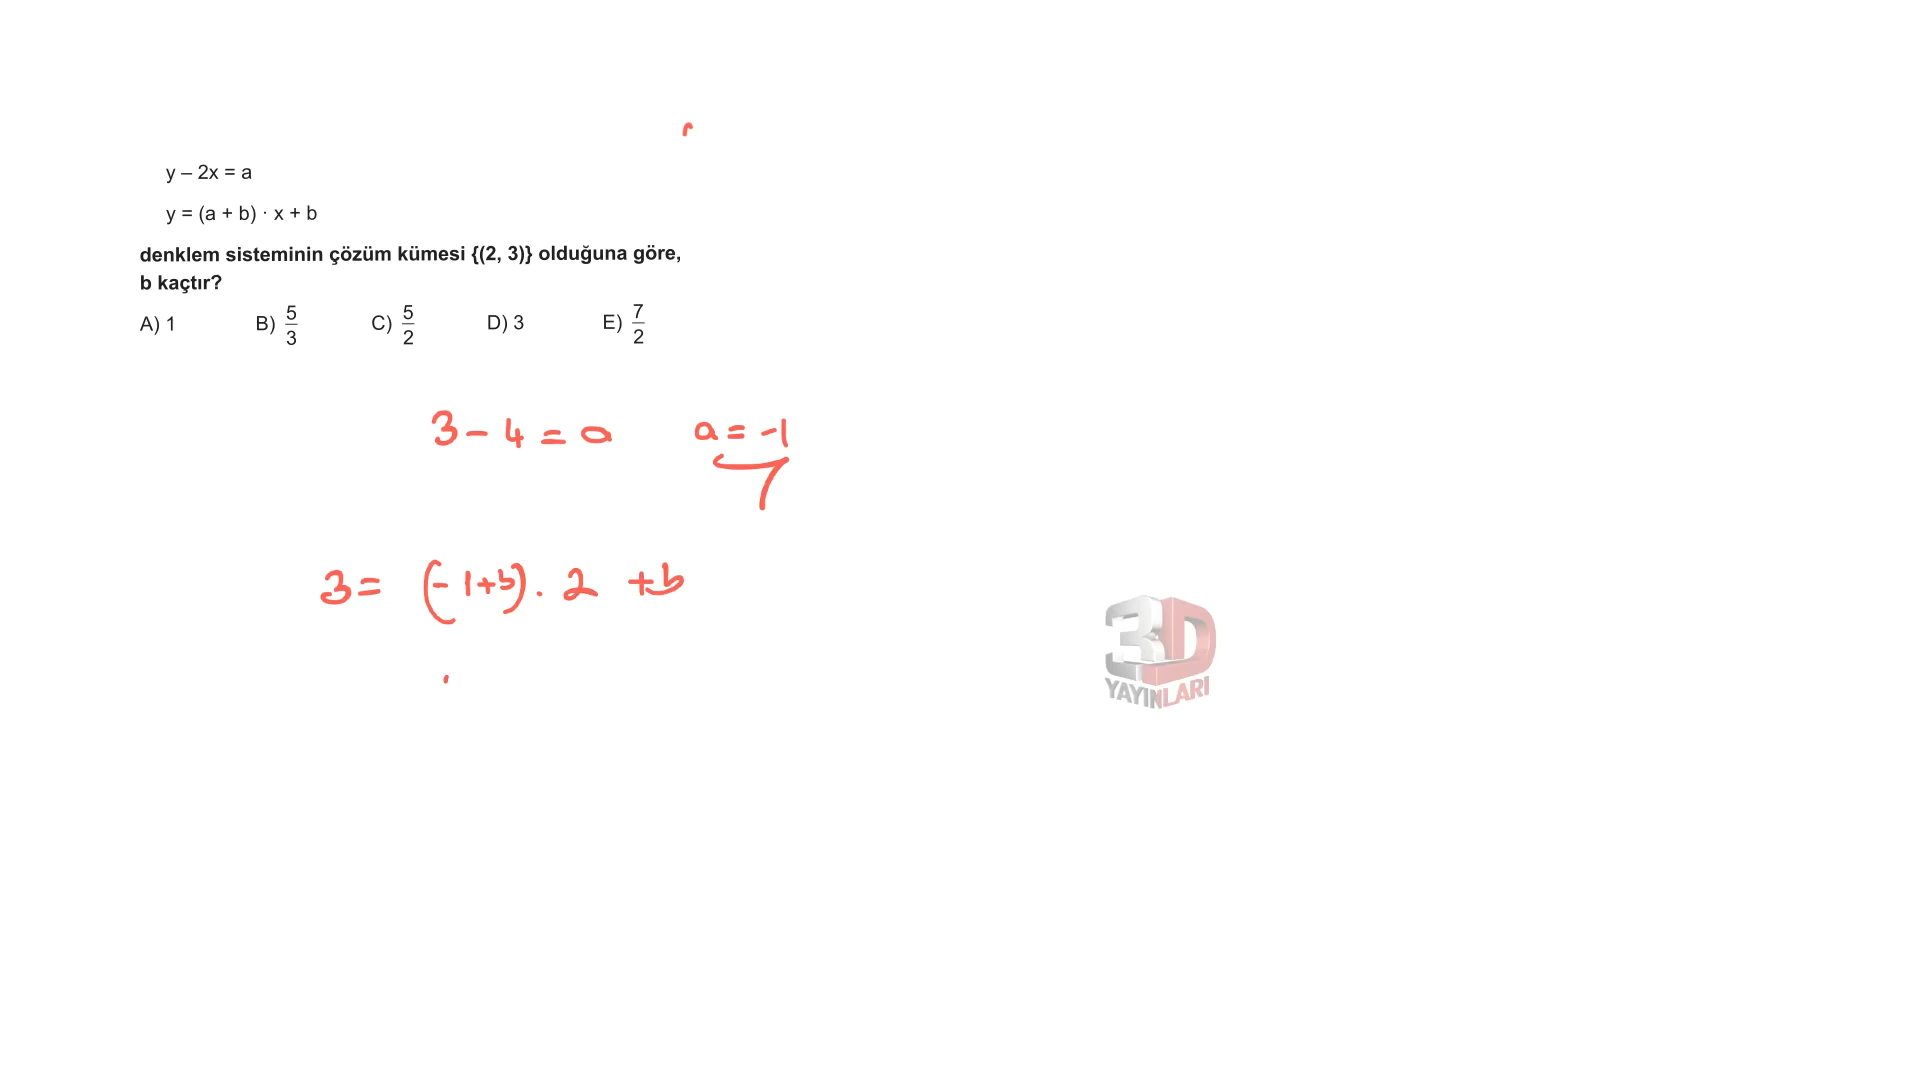 y – 2x = a
y = (a + b) · x + b
denklem sisteminin çözüm kümesi {(2, 3)} olduğuna göre,
b kaçtır?
A) 1 B) 5/3 C) 5/2 D) 3 E) 7/2
3 - 4 = a a = -1
3 = (-1+b) . 2 +b
3D
YAYINLARI